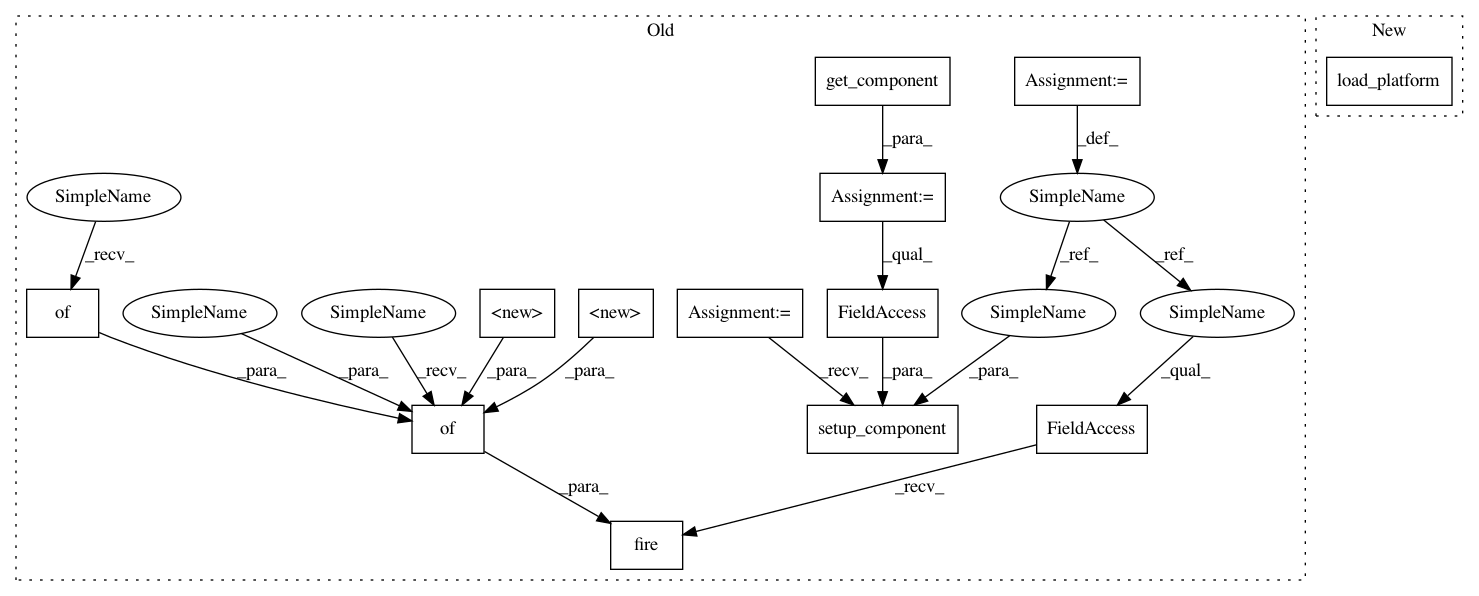 Old
New
get_component
Assignment:=
load_platform
_para_
_def_
SimpleName
Assignment:=
SimpleName
_recv_
_qual_
_ref_
_ref_
of
SimpleName
SimpleName
<new>
<new>
Assignment:=
FieldAccess
SimpleName
SimpleName
_para_
_para_
_recv_
_para_
_para_
_recv_
_para_
_para_
_qual_
of
setup_component
FieldAccess
_para_
_recv_
fire